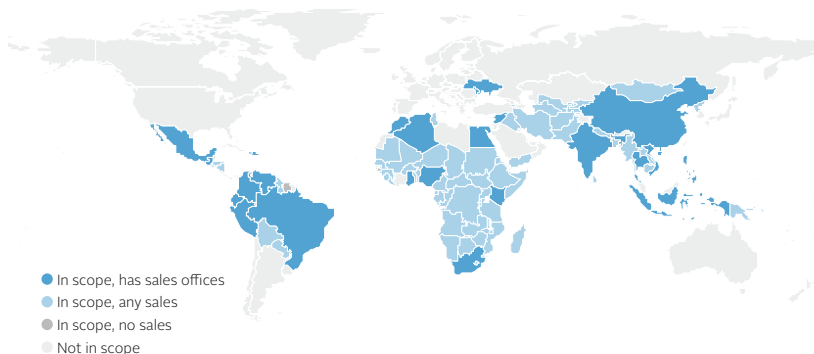 In scope, has sales offices
In scope, any sales
In scope, no sales
Not in scope